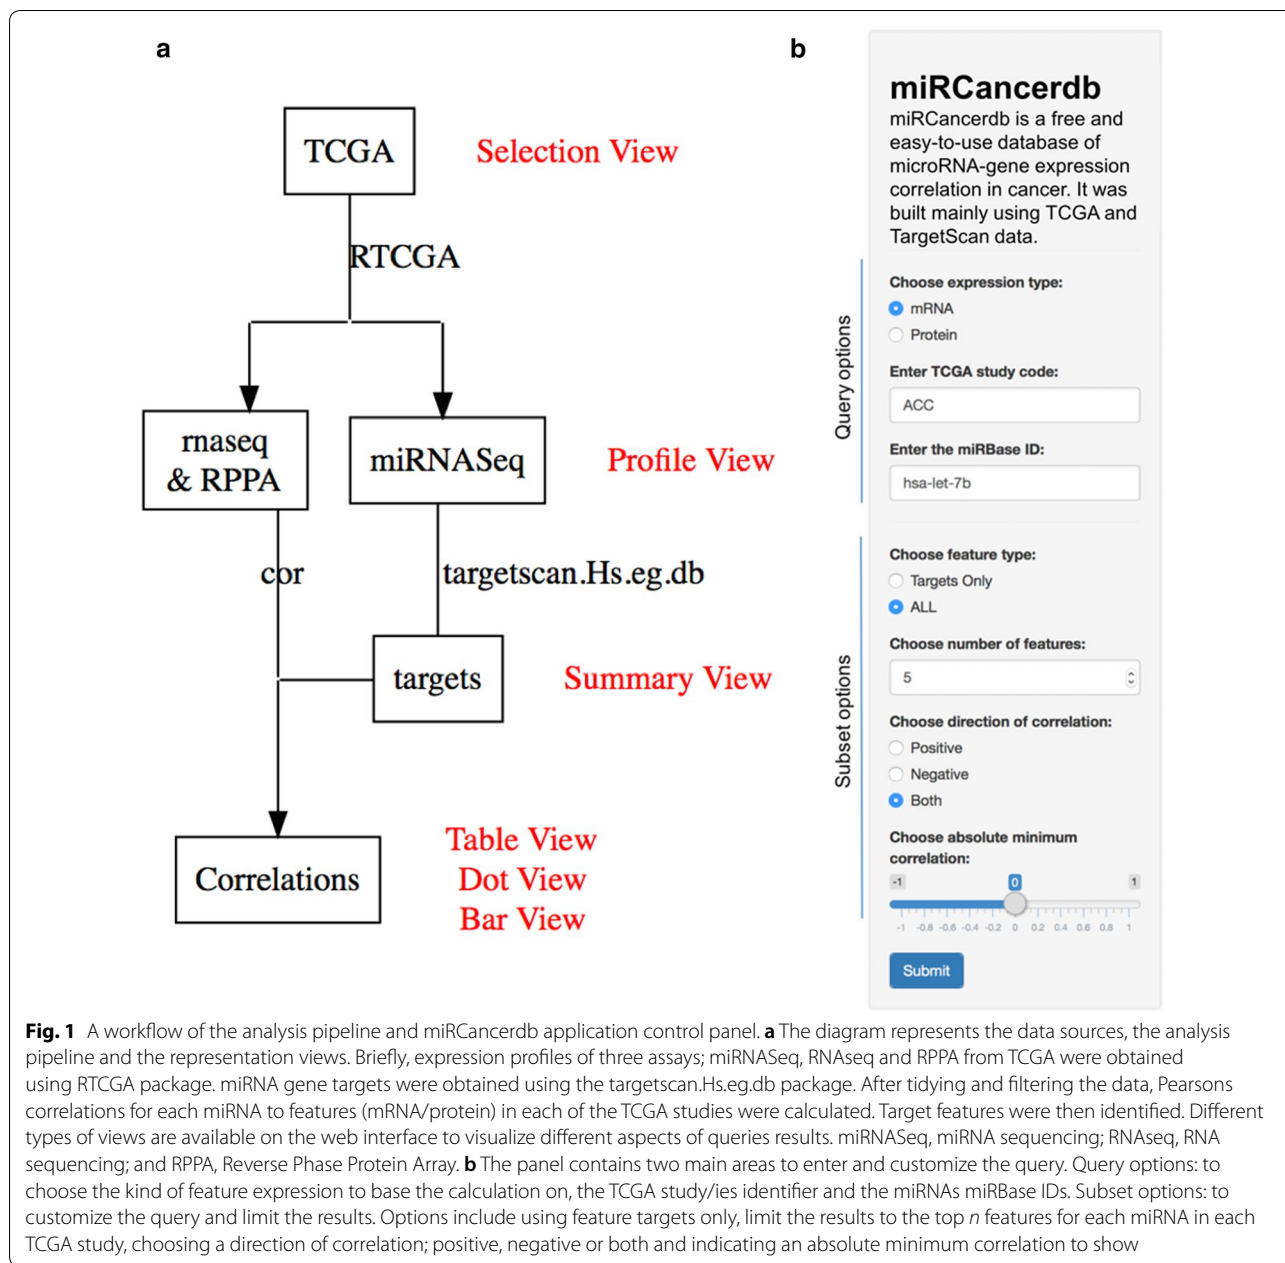 a
TCGA
Selection View
RTCGA
rnaseq
& RPPA
miRNASeq
Profile View
cor
targetscan.Hs.eg.db
targets
Summary View
Correlations
Table View
Dot View
Bar View
b
miRCancerdb
miRCancerdb is a free and
easy-to-use database of
microRNA-gene expression
correlation in cancer. It was
built mainly using TCGA and
TargetScan data.
Query options
Choose expression type:
mRNA
Protein
Enter TCGA study code:
ACC
Enter the miRBase ID:
hsa-let-7b
Subset options
Choose feature type:
Targets Only
ALL
Choose number of features:
5
Choose direction of correlation:
Positive
Negative
Both
Choose absolute minimum
correlation:
-1 0 1
-1 -0.8 -0.6 -0.4 -0.2 0 0.2 0.4 0.6 0.8 1
Submit
Fig. 1 A workflow of the analysis pipeline and miRCancerdb application control panel. a The diagram represents the data sources, the analysis
pipeline and the representation views. Briefly, expression profiles of three assays; miRNASeq, RNAseq and RPPA from TCGA were obtained
using RTCGA package. miRNA gene targets were obtained using the targetscan.Hs.eg.db package. After tidying and filtering the data, Pearsons
correlations for each miRNA to features (mRNA/protein) in each of the TCGA studies were calculated. Target features were then identified. Different
types of views are available on the web interface to visualize different aspects of queries results. miRNASeq, miRNA sequencing; RNAseq, RNA
sequencing; and RPPA, Reverse Phase Protein Array. b The panel contains two main areas to enter and customize the query. Query options: to
choose the kind of feature expression to base the calculation on, the TCGA study/ies identifier and the miRNAs miRBase IDs. Subset options: to
customize the query and limit the results. Options include using feature targets only, limit the results to the top n features for each miRNA in each
TCGA study, choosing a direction of correlation; positive, negative or both and indicating an absolute minimum correlation to show